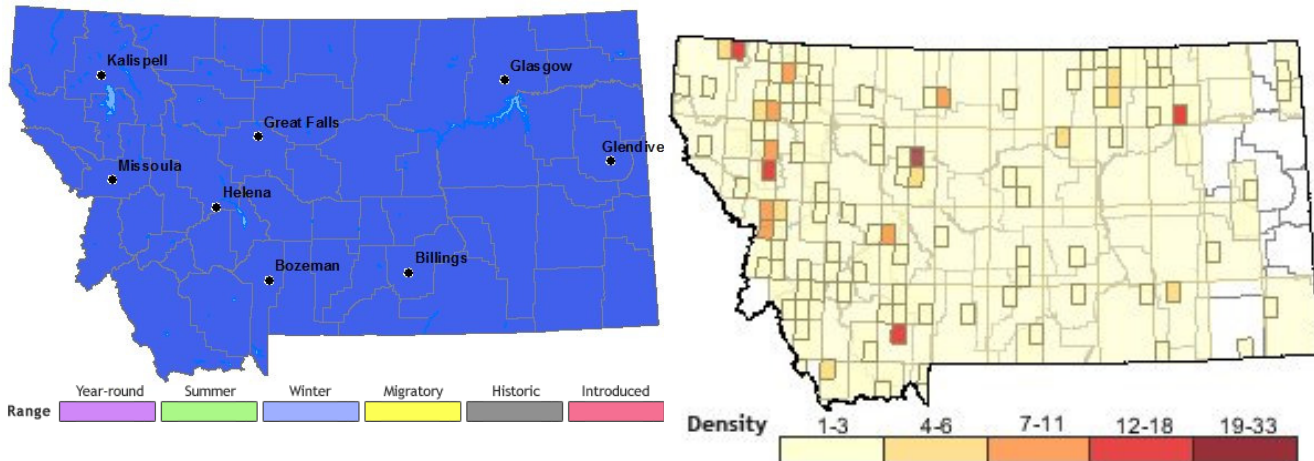 Kalispell
Glasgow
Great Falls
Glendive
Missoula
Helena
Bozeman
Billings
Year-round Summer Winter Migratory Historic Introduced
Range
Density 1-3 4-6 7-11 12-18 19-33